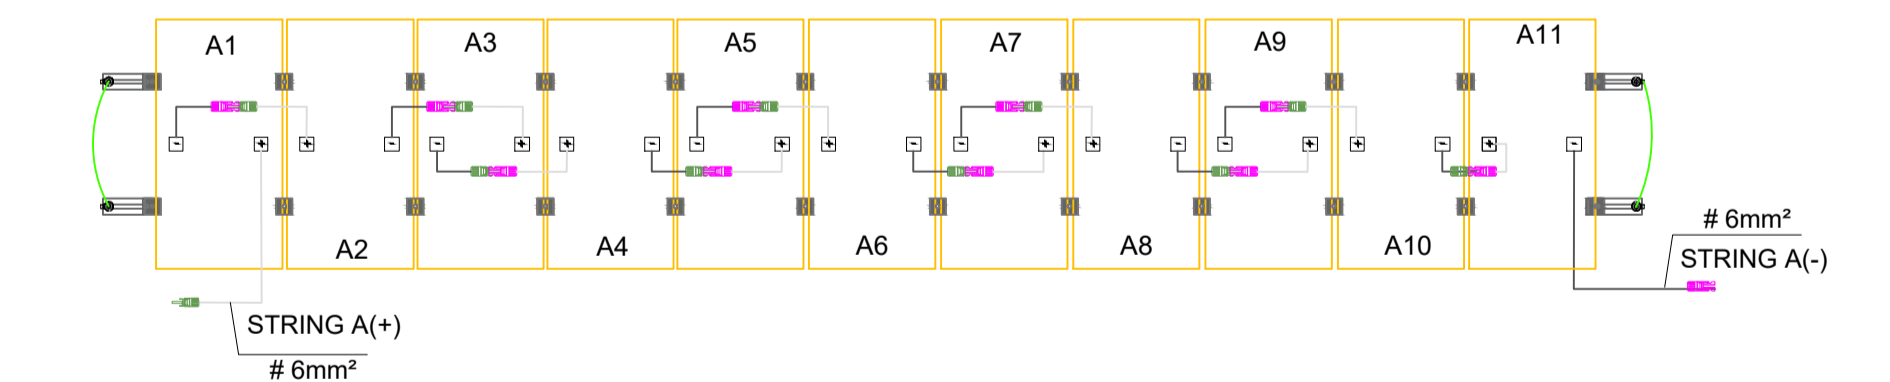 A1
A2
A3
A4
A5
A6
A7
A8
A9
A10
A11
- + + - - + + - - + + - - + + - - + + - + -
STRING A(+)
# 6mm²
# 6mm²
STRING A(-)